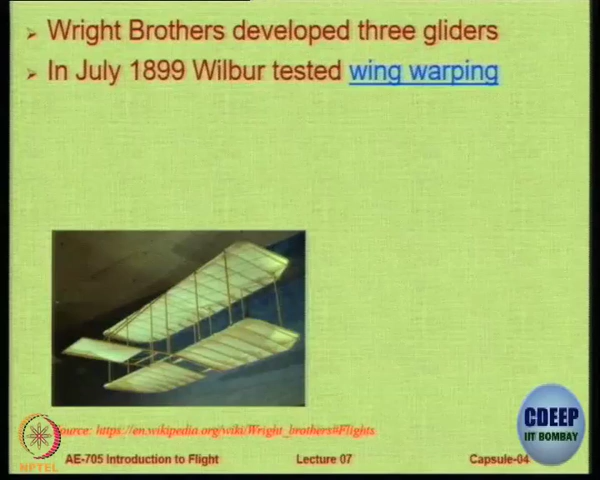 ➢ Wright Brothers developed three gliders
➢ In July 1899 Wilbur tested wing warping
Source: https://en.wikipedia.org/wiki/Wright_brothers#Flights
NPTEL
AE-705 Introduction to Flight
Lecture 07
Capsule-04
CDEEP
IIT BOMBAY